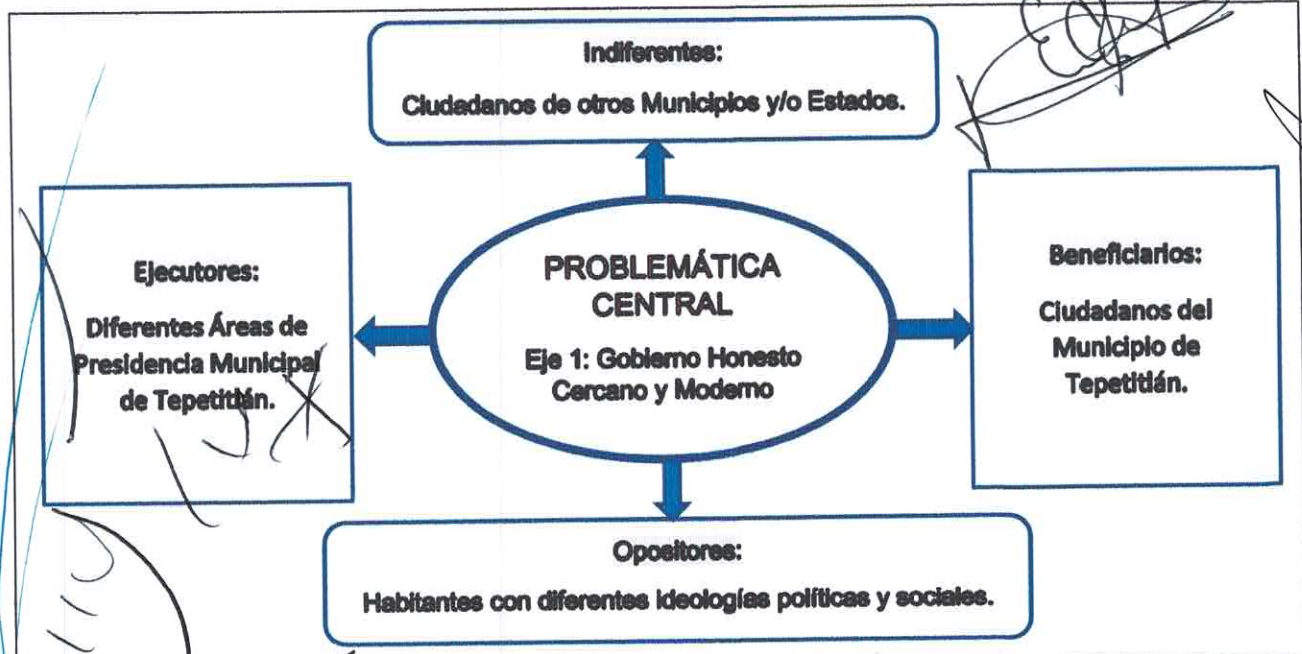 Indiferentes:
Ciudadanos de otros Municipios y/o Estados.
Ejecutores:
Diferentes Áreas de
Presidencia Municipal
de Tepetitlán.
PROBLEMÁTICA
CENTRAL
Eje 1: Gobierno Honesto
Cercano y Moderno
Beneficiarios:
Ciudadanos del
Municipio de
Tepetitlán.
Opositores:
Habitantes con diferentes ideologías políticas y sociales.